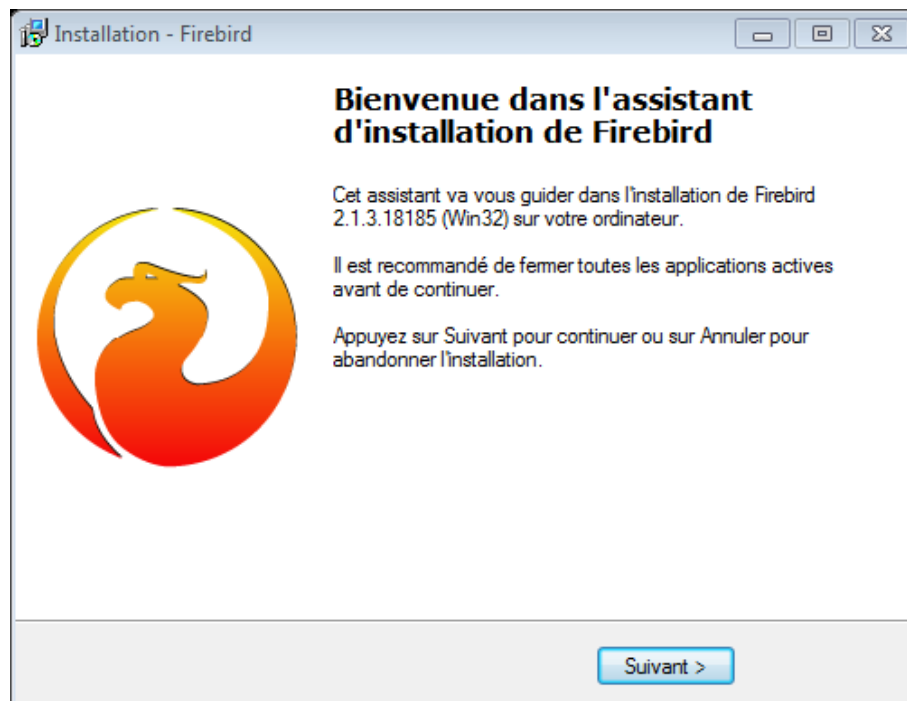 Installation - Firebird
Bienvenue dans l'assistant
d'installation de Firebird
Cet assistant va vous guider dans l'installation de Firebird
2.1.3.18185 (Win32) sur votre ordinateur.
Il est recommandé de fermer toutes les applications actives
avant de continuer.
Appuyez sur Suivant pour continuer ou sur Annuler pour
abandonner l'installation.
Suivant >